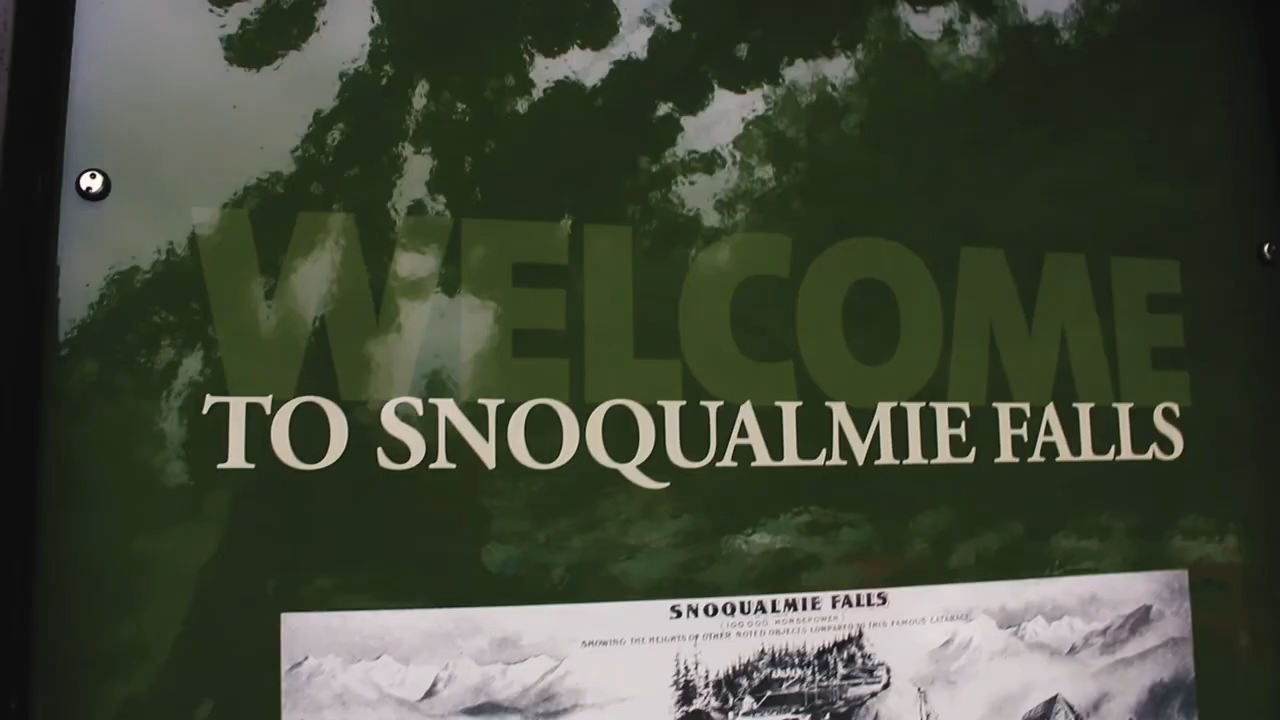 WELCOME
TO SNOQUALMIE FALLS
SNOQUALMIE FALLS
(100 000 HORSEPOWER)
SHOWING THE HEIGHTS OF OTHER NOTED OBJECTS COMPARED TO THIS FAMOUS CATARACT